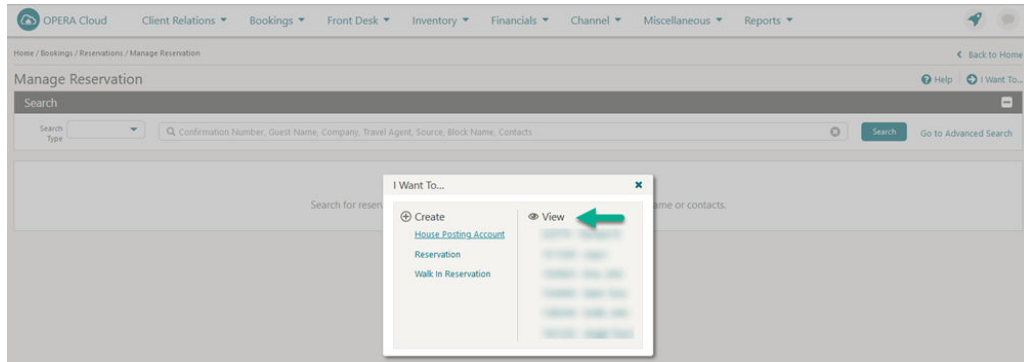 OPERA Cloud Client Relations Bookings Front Desk Inventory Financials Channel Miscellaneous Reports
Home / Bookings / Reservations / Manage Reservation Back to Home
Manage Reservation Help I Want To...
Search
Search Type Confirmation Number, Guest Name, Company, Travel Agent, Source, Block Name, Contacts Search Go to Advanced Search
I Want To...
Search for ame or contacts.
Create View
House Posting Account
Reservation
Walk In Reservation